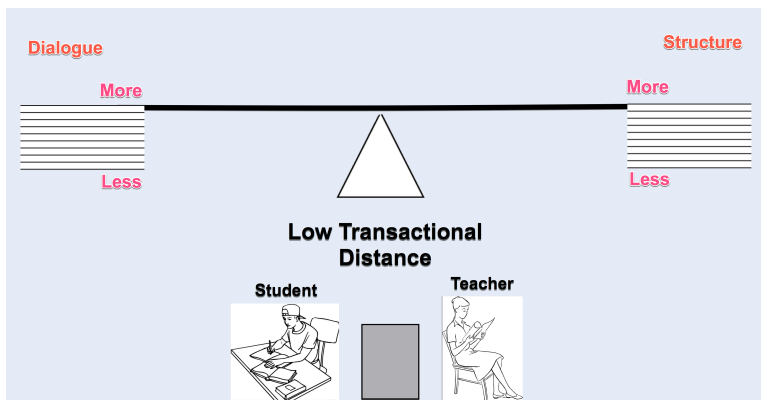 Dialogue
Structure
More
More
Less
Less
Low Transactional
Distance
Student
Teacher